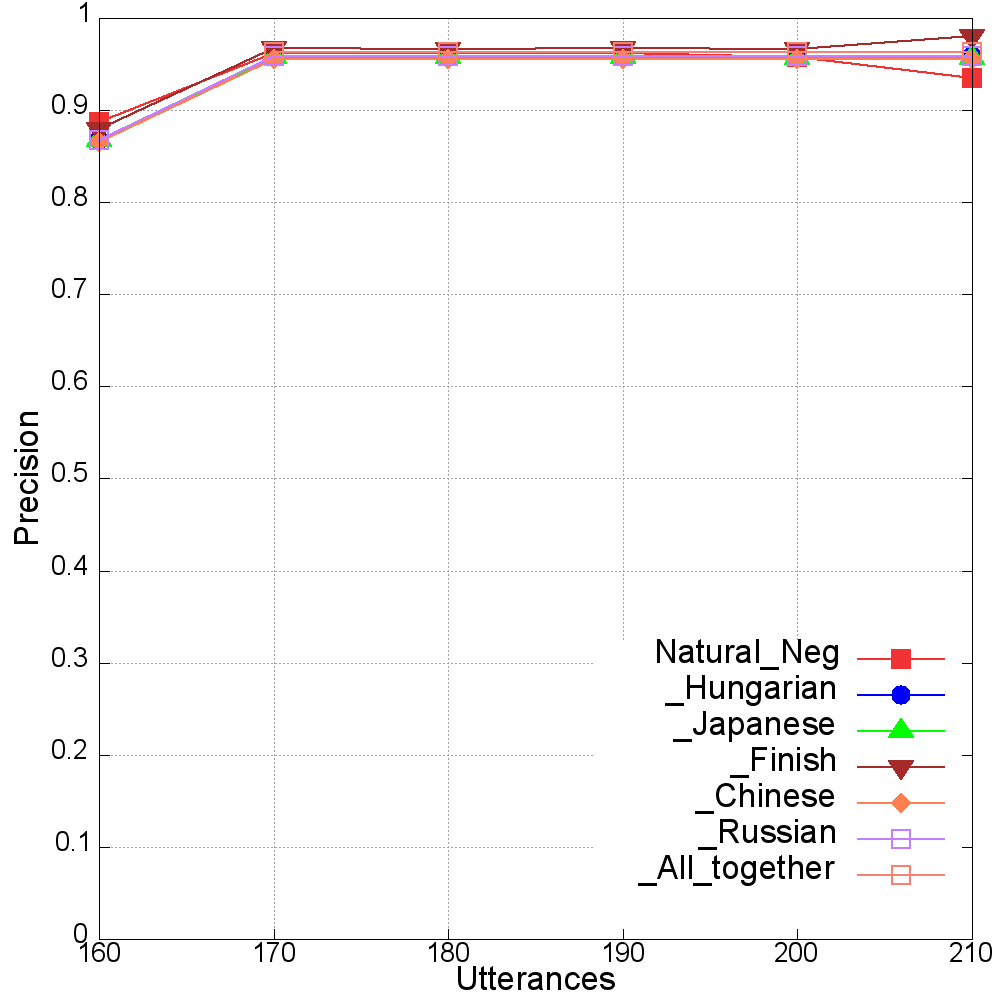 1
0.9
0.8
0.7
0.6
0.5
0.4
0.3
0.2
0.1
0
Precision
Natural_Neg
_Hungarian
_Japanese
_Finish
_Chinese
_Russian
_All_together
160 170 180 190 200 210
Utterances